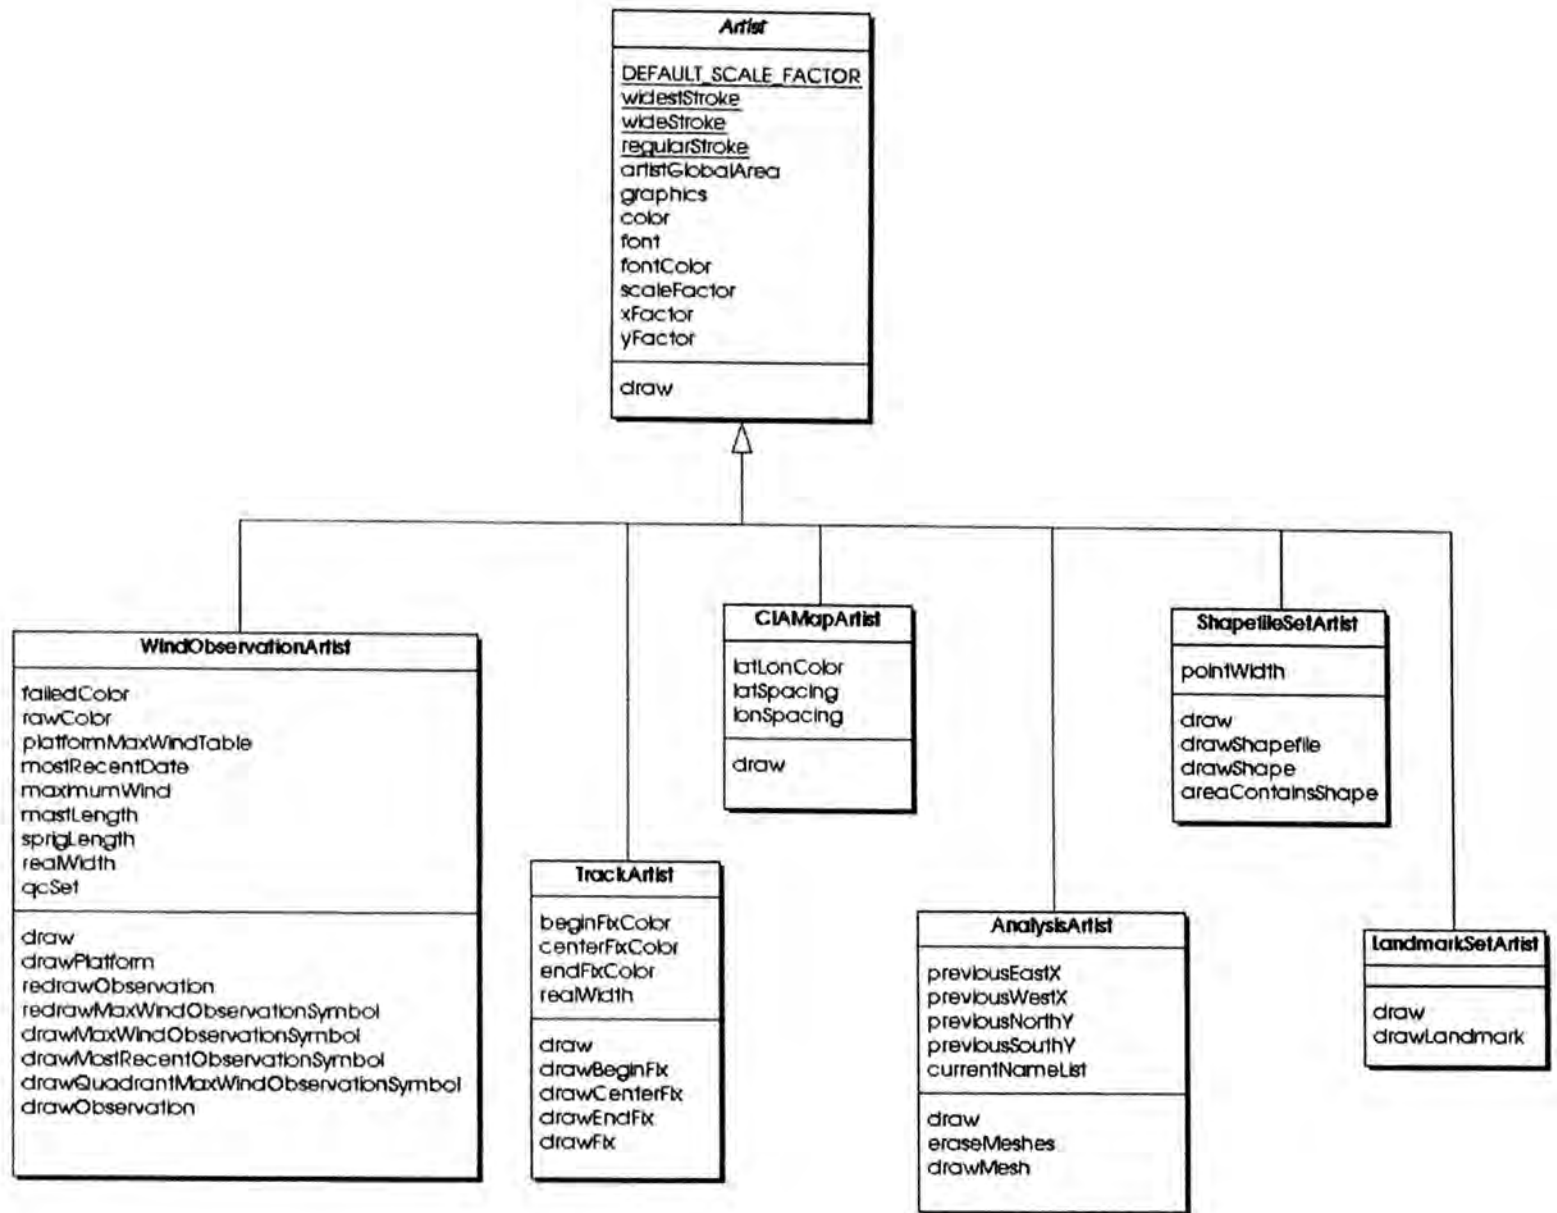 Artist
DEFAULT_SCALE_FACTOR
widestStroke
wideStroke
regularStroke
artistGlobalArea
graphics
color
font
fontColor
scaleFactor
xFactor
yFactor
draw
WindObservationArtist
failedColor
rawColor
platformMaxWindTable
mostRecentDate
maximumWind
mastLength
sprigLength
realWidth
qcSet
draw
drawPlatform
redrawObservation
redrawMaxWindObservationSymbol
drawMaxWindObservationSymbol
drawMostRecentObservationSymbol
drawQuadrantMaxWindObservationSymbol
drawObservation
TrackArtist
beginFixColor
centerFixColor
endFixColor
realWidth
draw
drawBeginFix
drawCenterFix
drawEndFix
drawFix
CIAMapArtist
latLonColor
latSpacing
lonSpacing
draw
AnalysisArtist
previousEastX
previousWestX
previousNorthY
previousSouthY
currentNameList
draw
eraseMeshes
drawMesh
ShapefileSetArtist
pointWidth
draw
drawShapefile
drawShape
areaContainsShape
LandmarkSetArtist
draw
drawLandmark